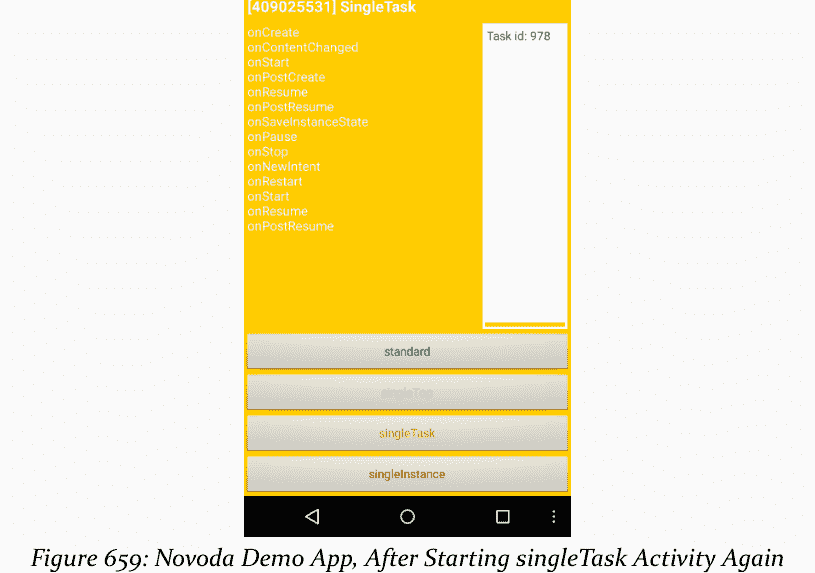 [409025531] SingleTask
onCreate
onContentChanged
onStart
onPostCreate
onResume
onPostResume
onSaveInstanceState
onPause
onStop
onNewIntent
onRestart
onStart
onResume
onPostResume
Task id: 978
standard
singleTop
singleTask
singleInstance
Figure 659: Novoda Demo App, After Starting singleTask Activity Again